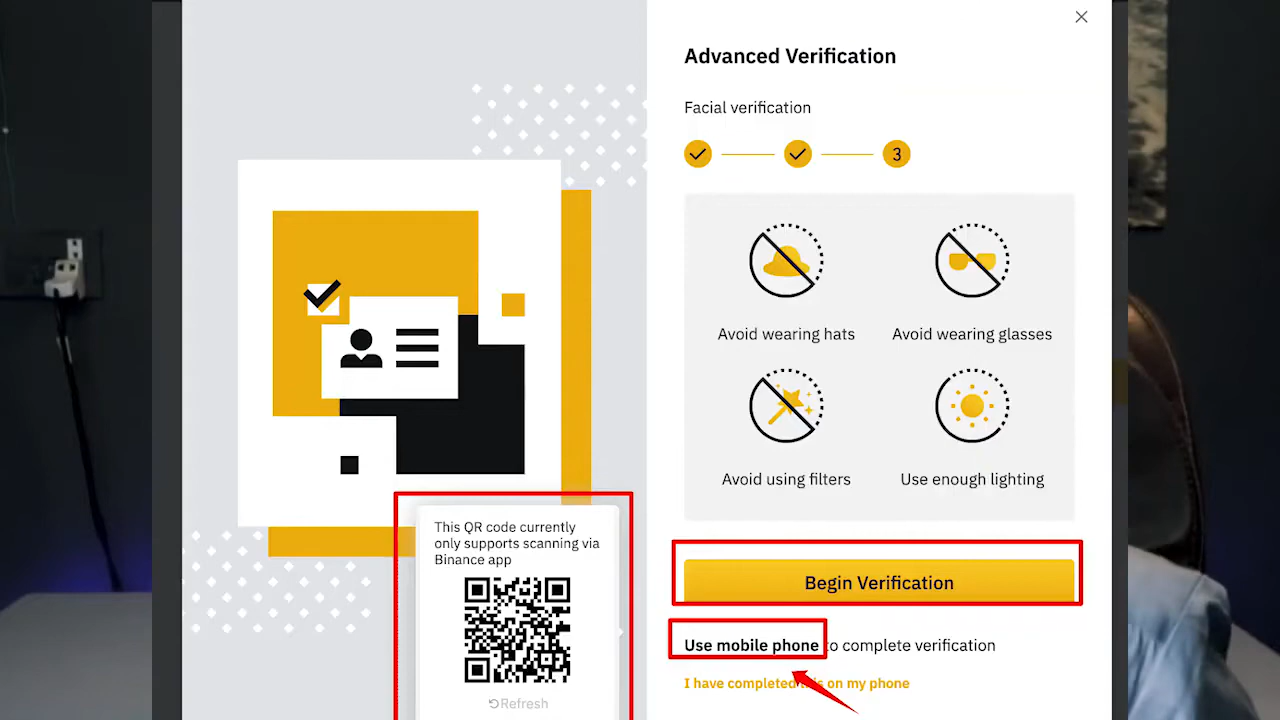 Advanced Verification
Facial verification
3
Avoid wearing hats
Avoid wearing glasses
Avoid using filters
Use enough lighting
This QR code currently
only supports scanning via
Binance app
Refresh
Begin Verification
Use mobile phone to complete verification
I have completed this on my phone